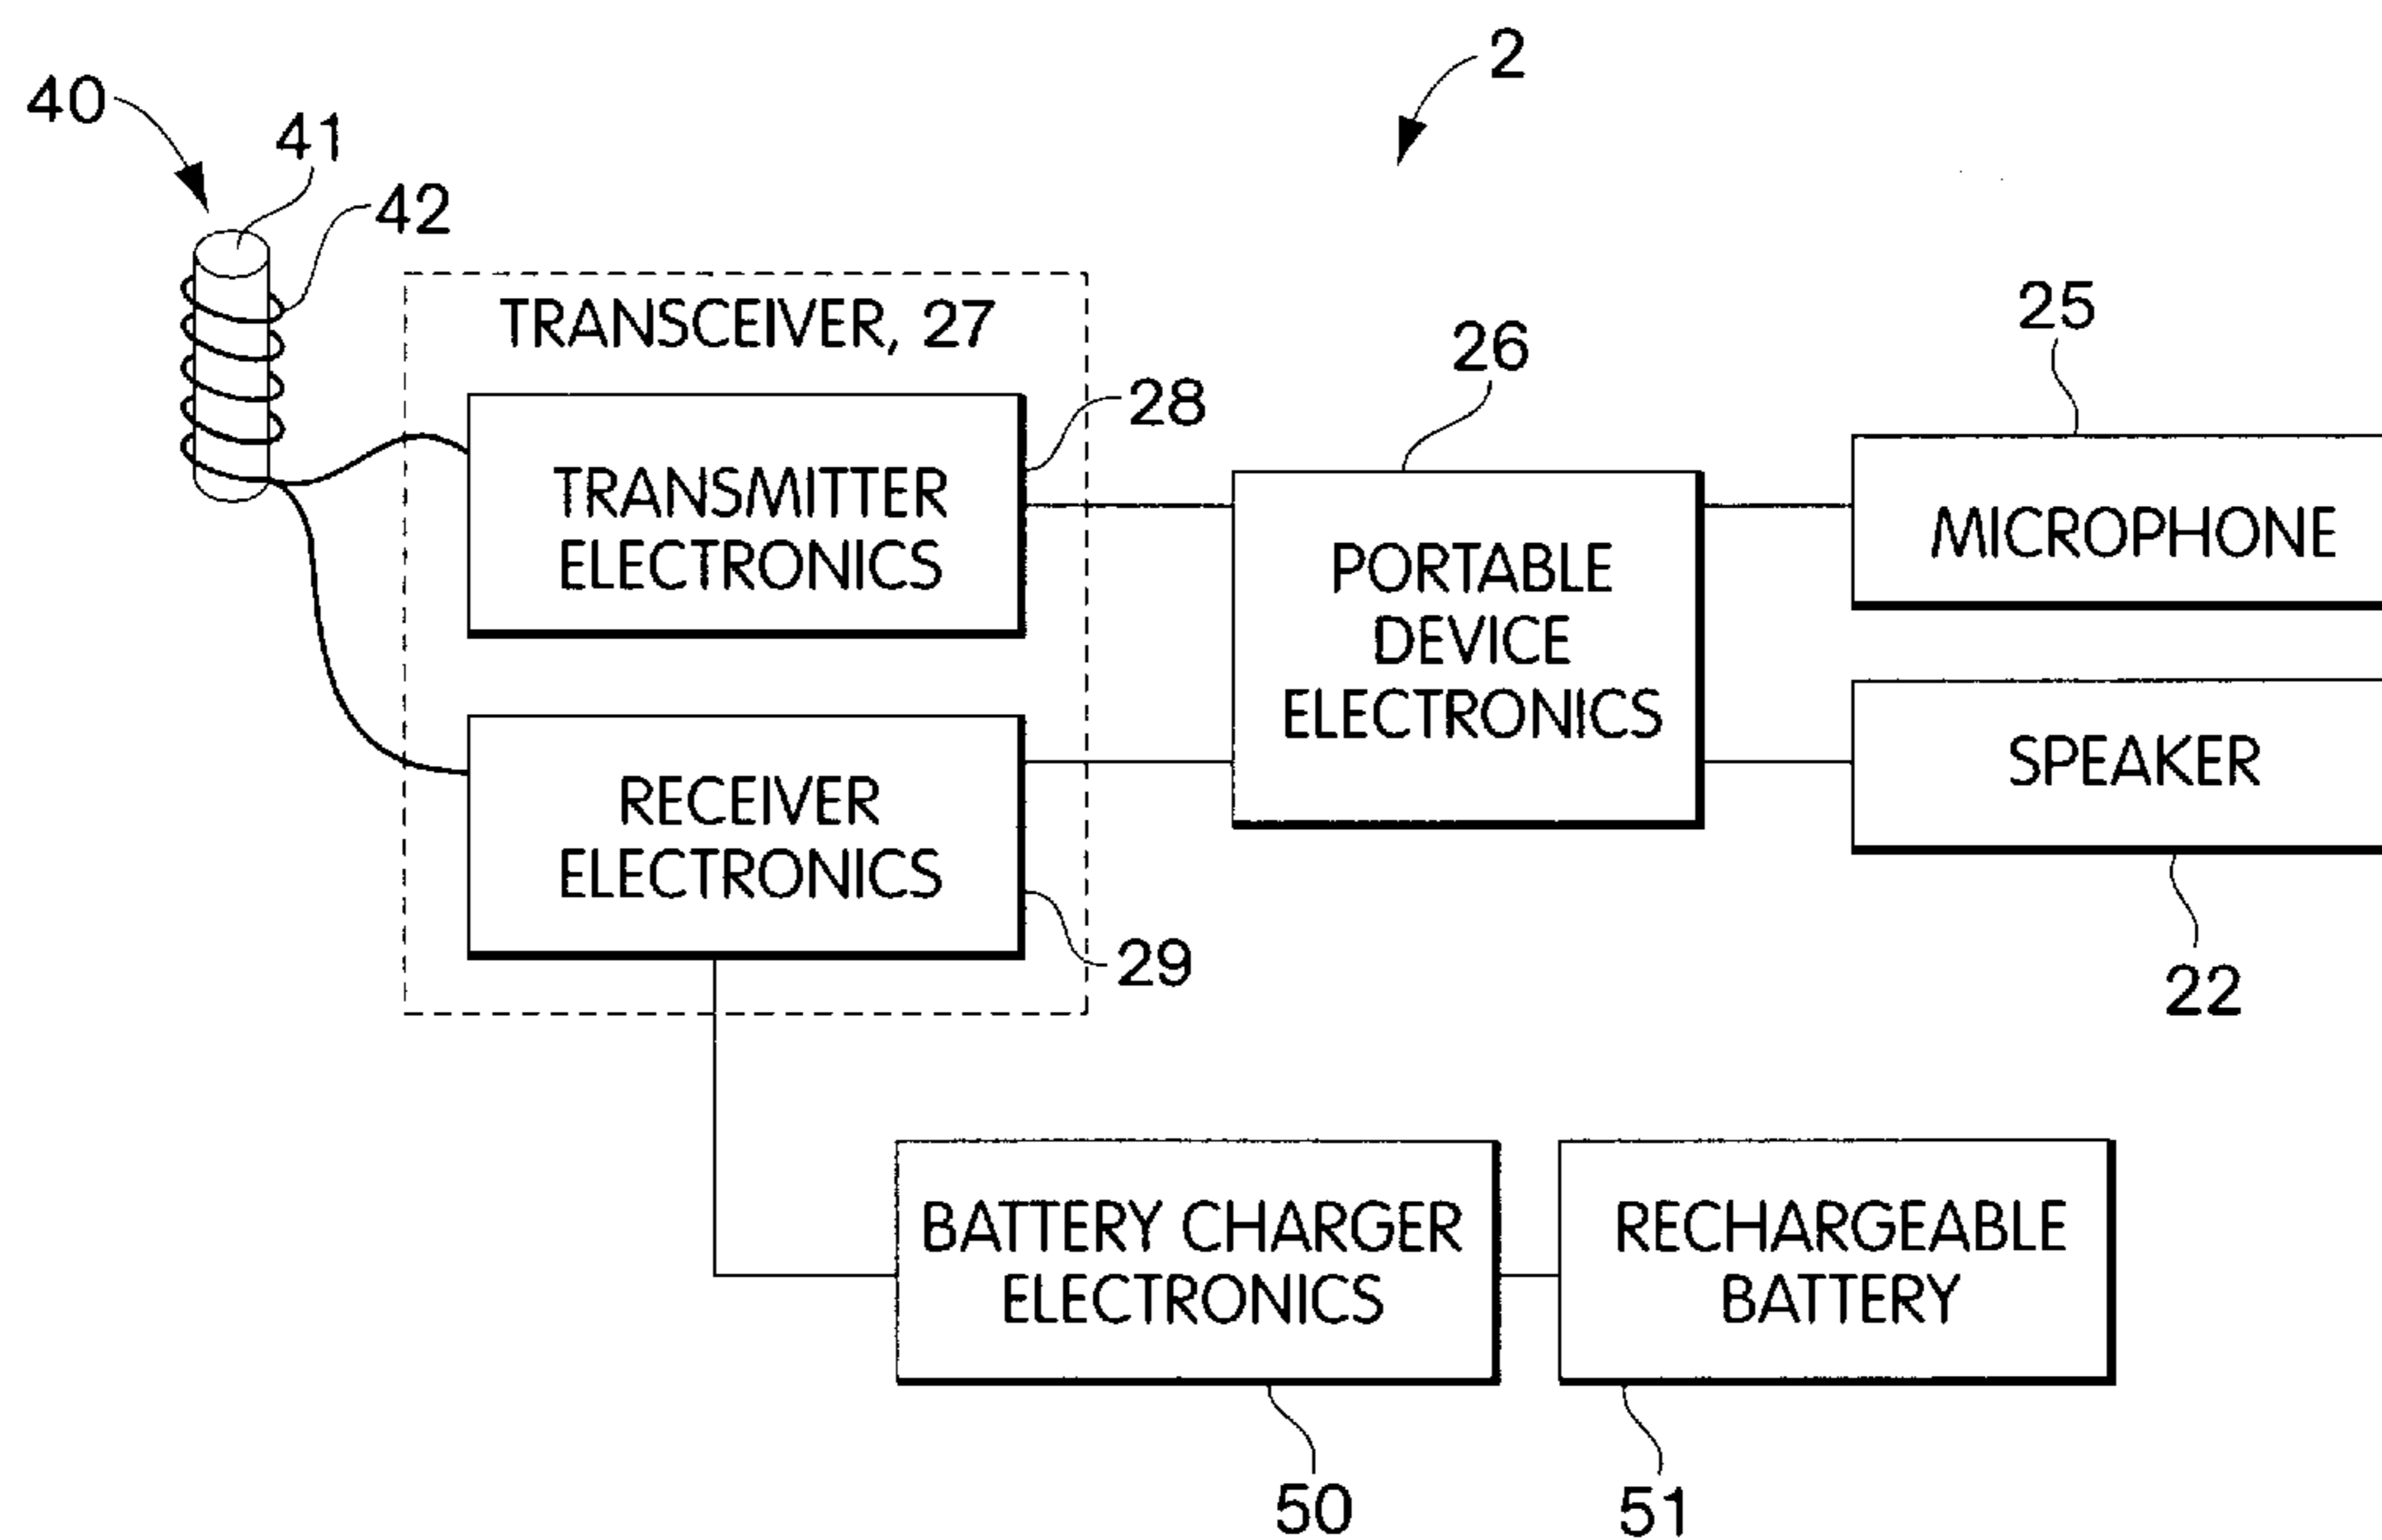 2
40
41
42
TRANSCEIVER, 27
28
TRANSMITTER
ELECTRONICS
RECEIVER
ELECTRONICS
29
26
PORTABLE
DEVICE
ELECTRONICS
25
MICROPHONE
SPEAKER
22
BATTERY CHARGER
ELECTRONICS
50
RECHARGEABLE
BATTERY
51